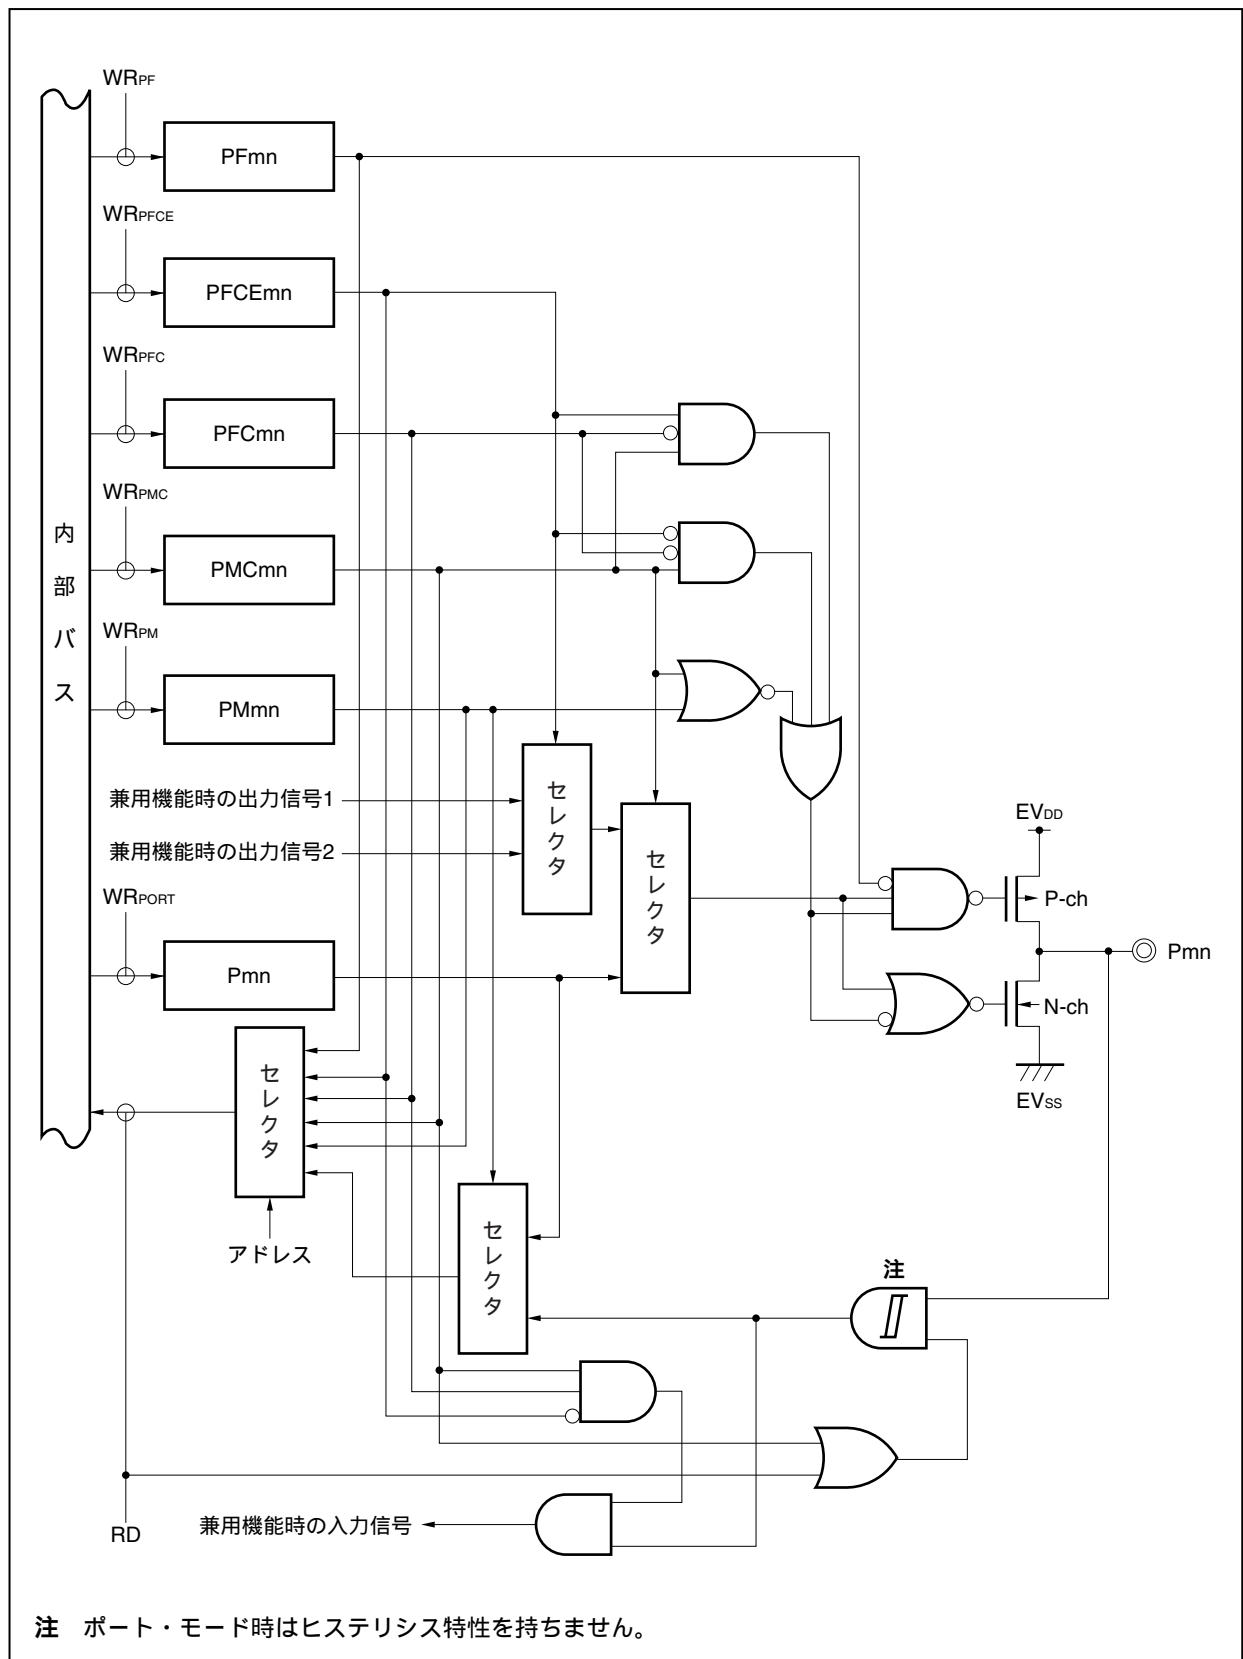 WRPF
PFmn
WRPFCE
PFCEmn
WRPFC
PFCmn
WRPMC
内部バス
PMCmn
WRPM
PMmn
兼用機能時の出力信号1
兼用機能時の出力信号2
セレクタ
セレクタ
EVDD
P-ch
WRPORT
Pmn
Pmn
N-ch
EVSS
セレクタ
アドレス
セレクタ
注
RD
兼用機能時の入力信号
注 ポート・モード時はヒステリシス特性を持ちません。